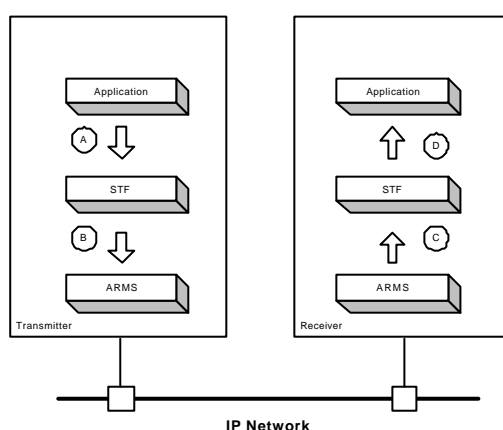 Application
A
STF
B
ARMS
Transmitter
Application
D
STF
C
ARMS
Receiver
IP Network